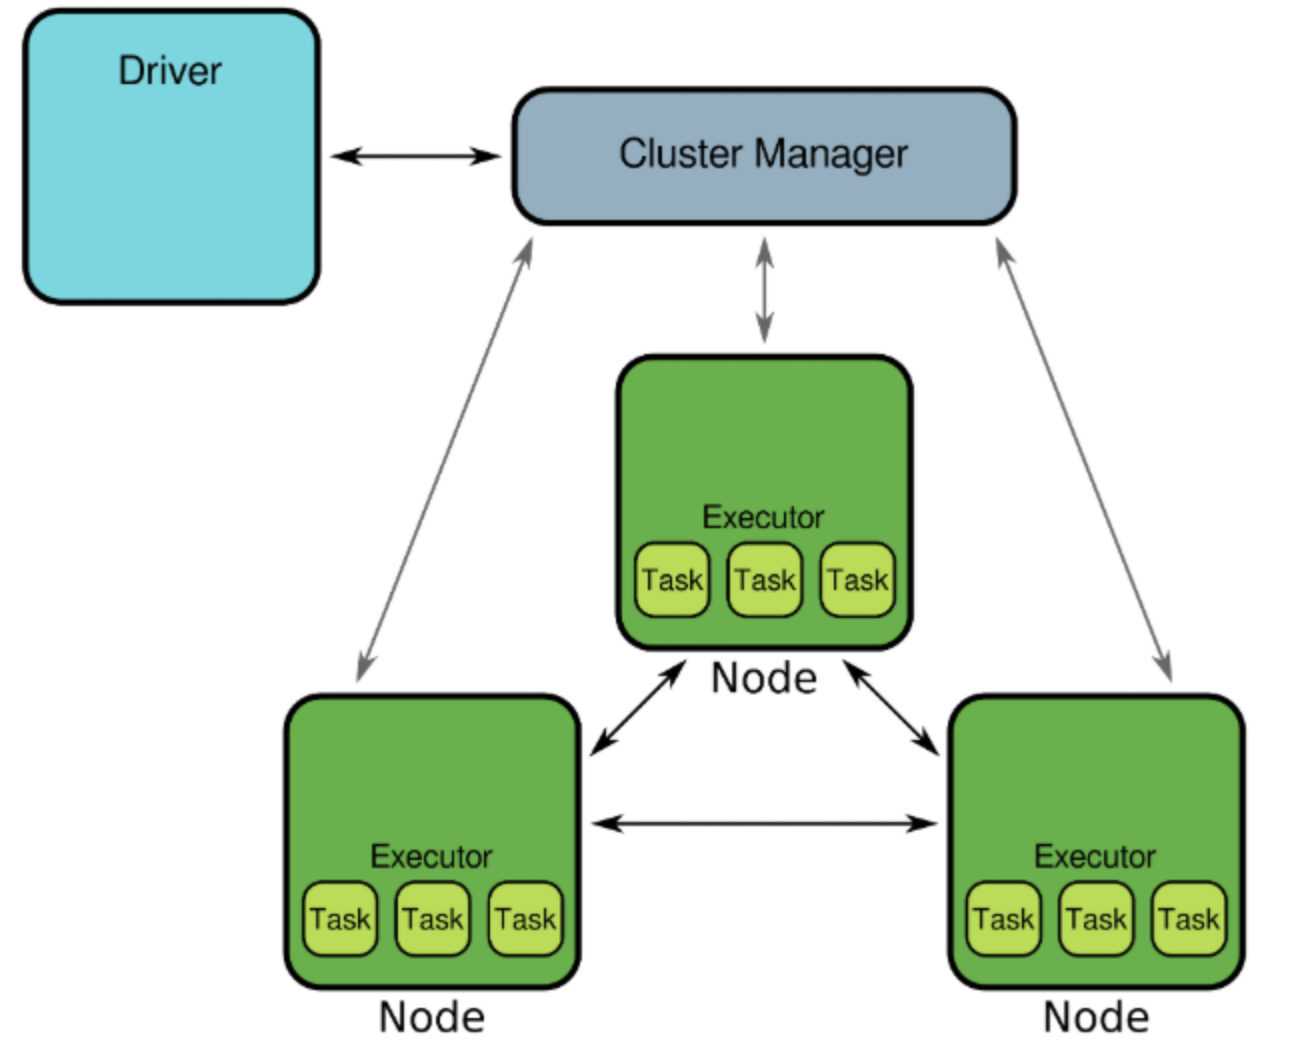 Driver
Cluster Manager
Executor
Task Task Task
Node
Executor
Task Task Task
Node
Executor
Task Task Task
Node